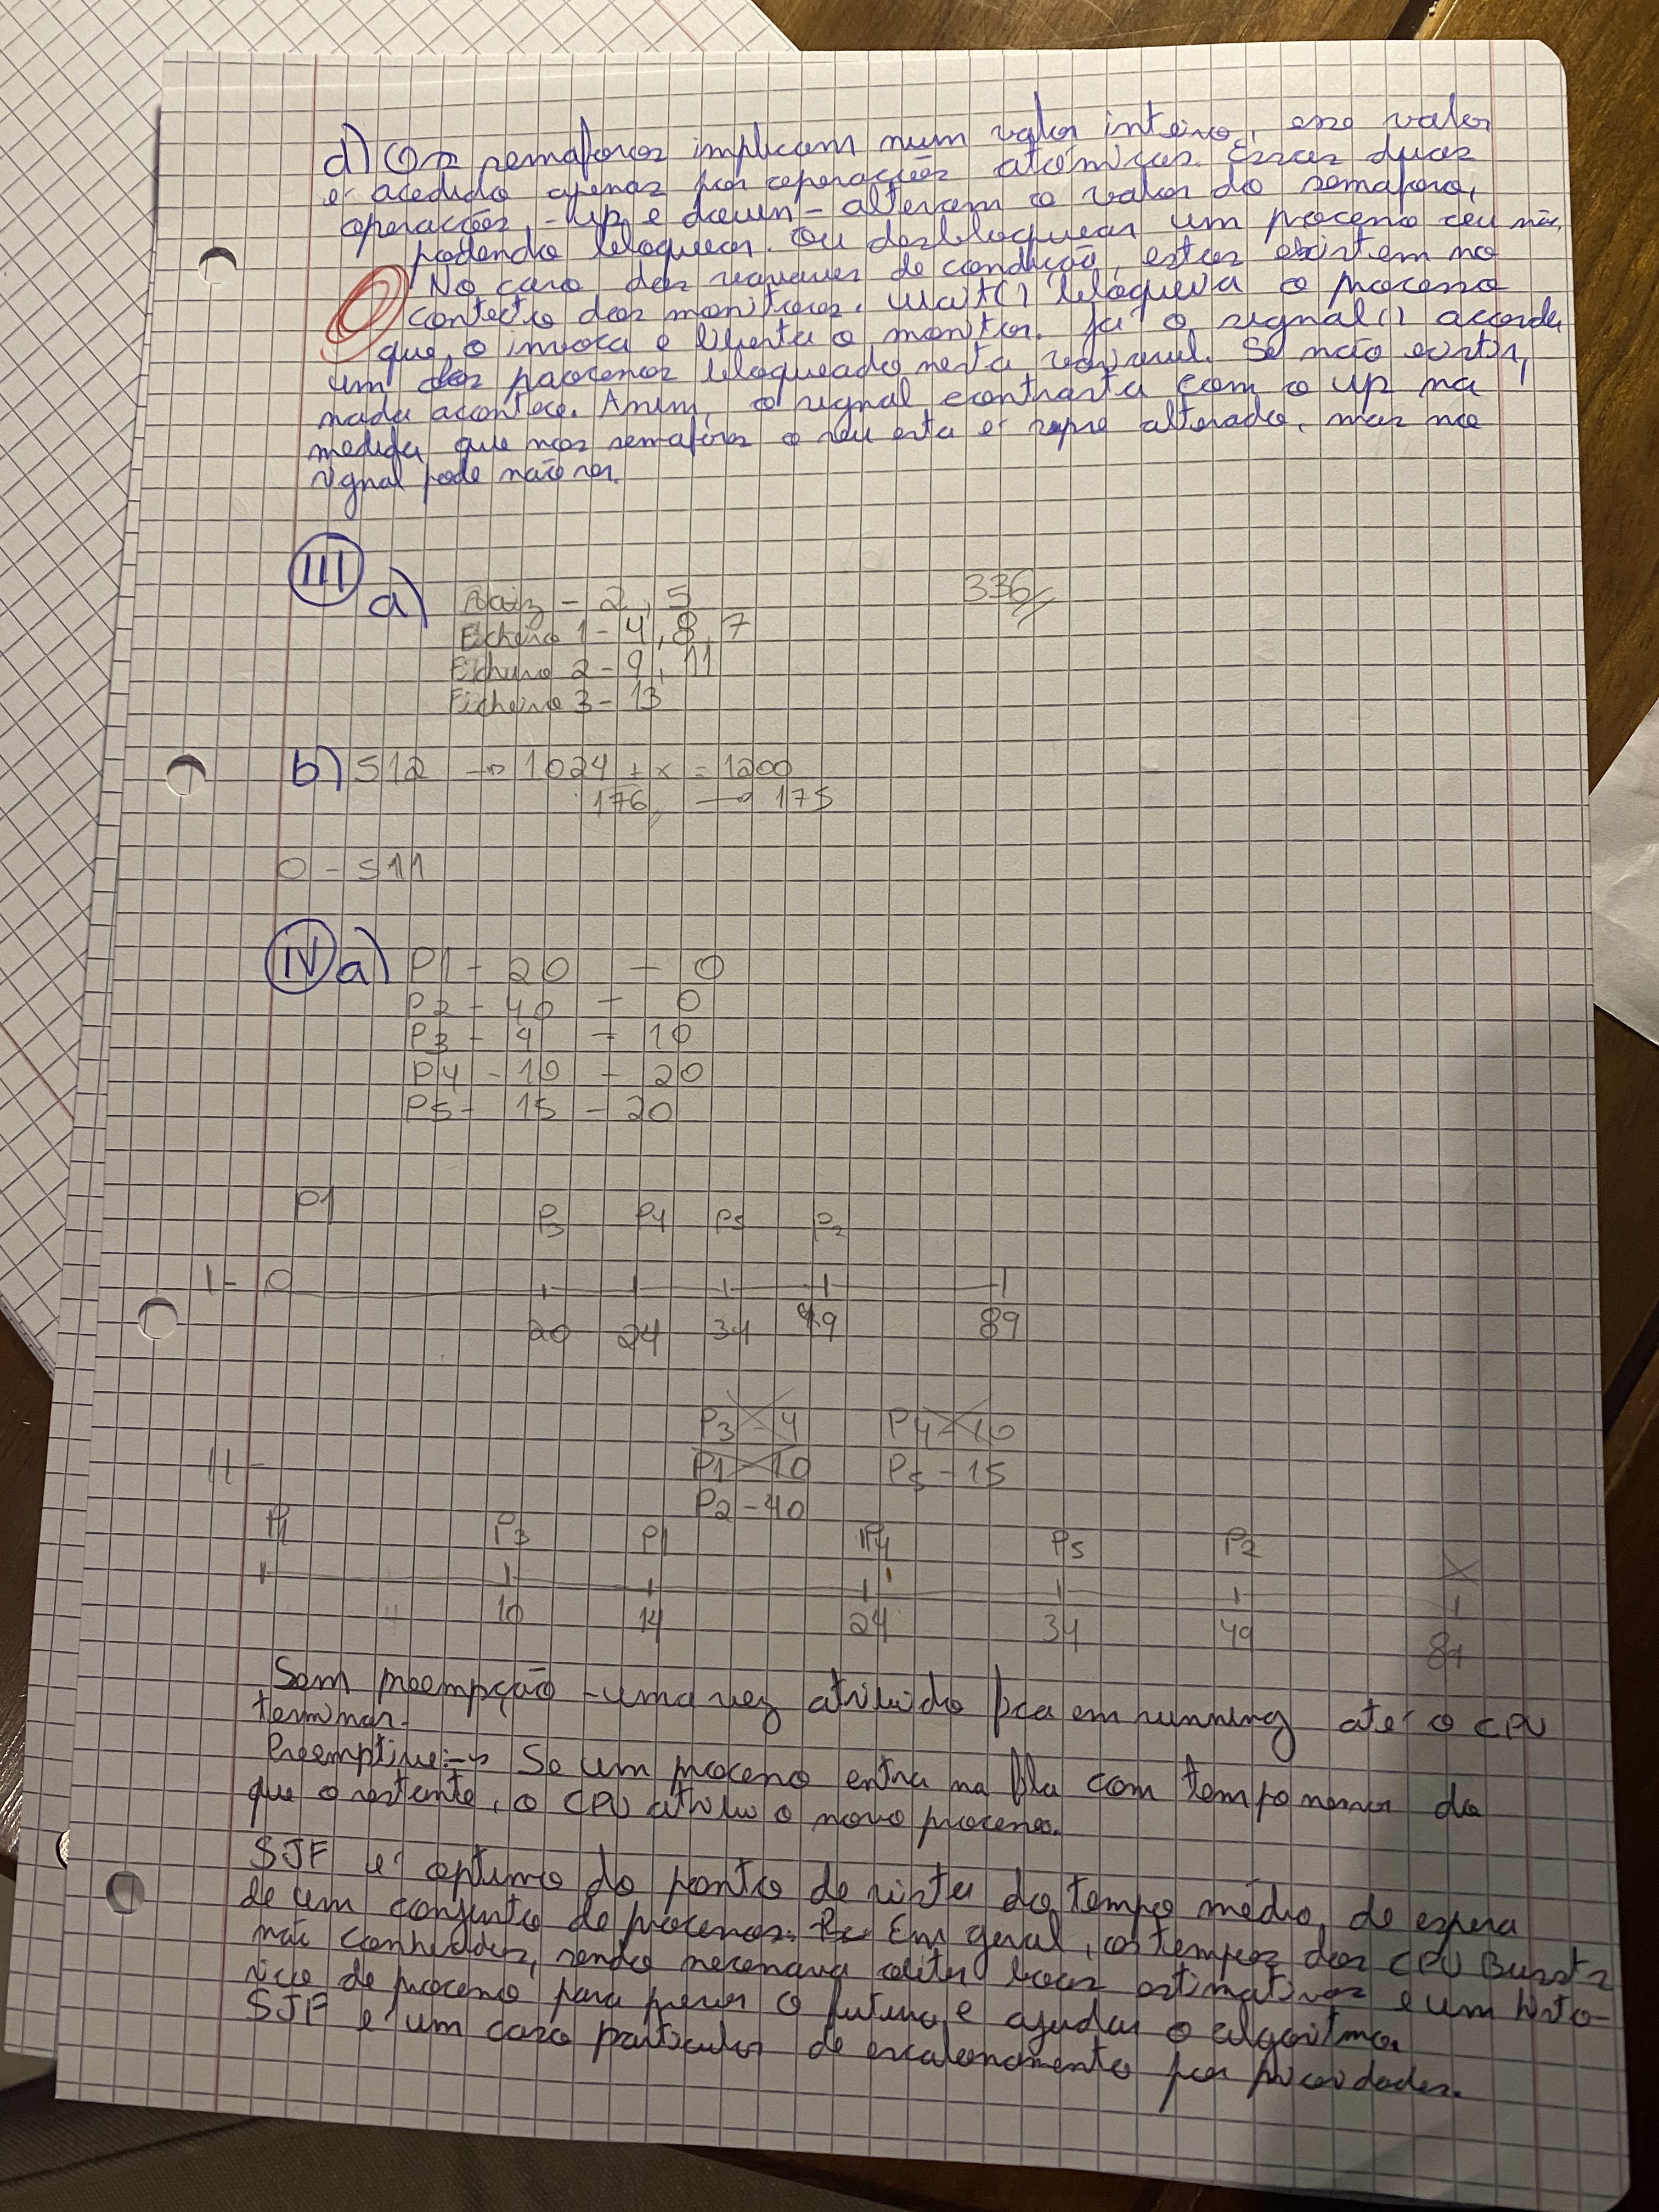 d) Os semaforos implicam num valor inteiro, esse valor
é acedido apenas por operações atómicas. Essas duas
operações - up e down - alteram o valor do semaforo,
podendo bloquear ou desbloquear um processo ou não.
No caso das variaveis de condição, estas existem no
contexto dos monitores. wait() bloqueia o processo
que o invoca e liberta o monitor. Já o signal() acorda
um dos processos bloqueado nesta variavel. Se não existir,
nada acontece. Assim, o signal contrasta com o up na
medida que nos semaforos o seu esta é sempre alterado, mas no
signal pode não ser.
III
a) Raiz - 2, 5 336
Ficheiro 1 - 4, 8, 7
Ficheiro 2 - 9, 11
Ficheiro 3 - 13
b) 512 → 1024 + x = 1200
176 → 175
0 - 511
IV a) P1 - 20 - 0
P2 - 40 - 0
P3 - 4 - 10
P4 - 10 - 20
P5 - 15 - 20
P1 P3 P4 P5 P2
I - 0
20 24 34 49 89
P3 - 4 P4 - 10
II - P1 - 10 P5 - 15
P2 - 40
P1 P3 P1 P4 P5 P2
10 14 24 34 49
Sem preempção - uma vez atribuido fica em running até o CPU
terminar.
Preemptive: → Se um processo entra na fila com tempo menor do
que o restante, o CPU atribui o novo processo.
SJF é optimo do ponto de vista do tempo médio de espera
de um conjunto de processos. Em geral, os tempos dos CPU Bursts
não conhecidos, sendo necessaria obter boas estimativas e um histo-
rico de processo para prever o futuro e ajudar o algoritmo.
SJF é um caso particular de escalonamento por prioridades.